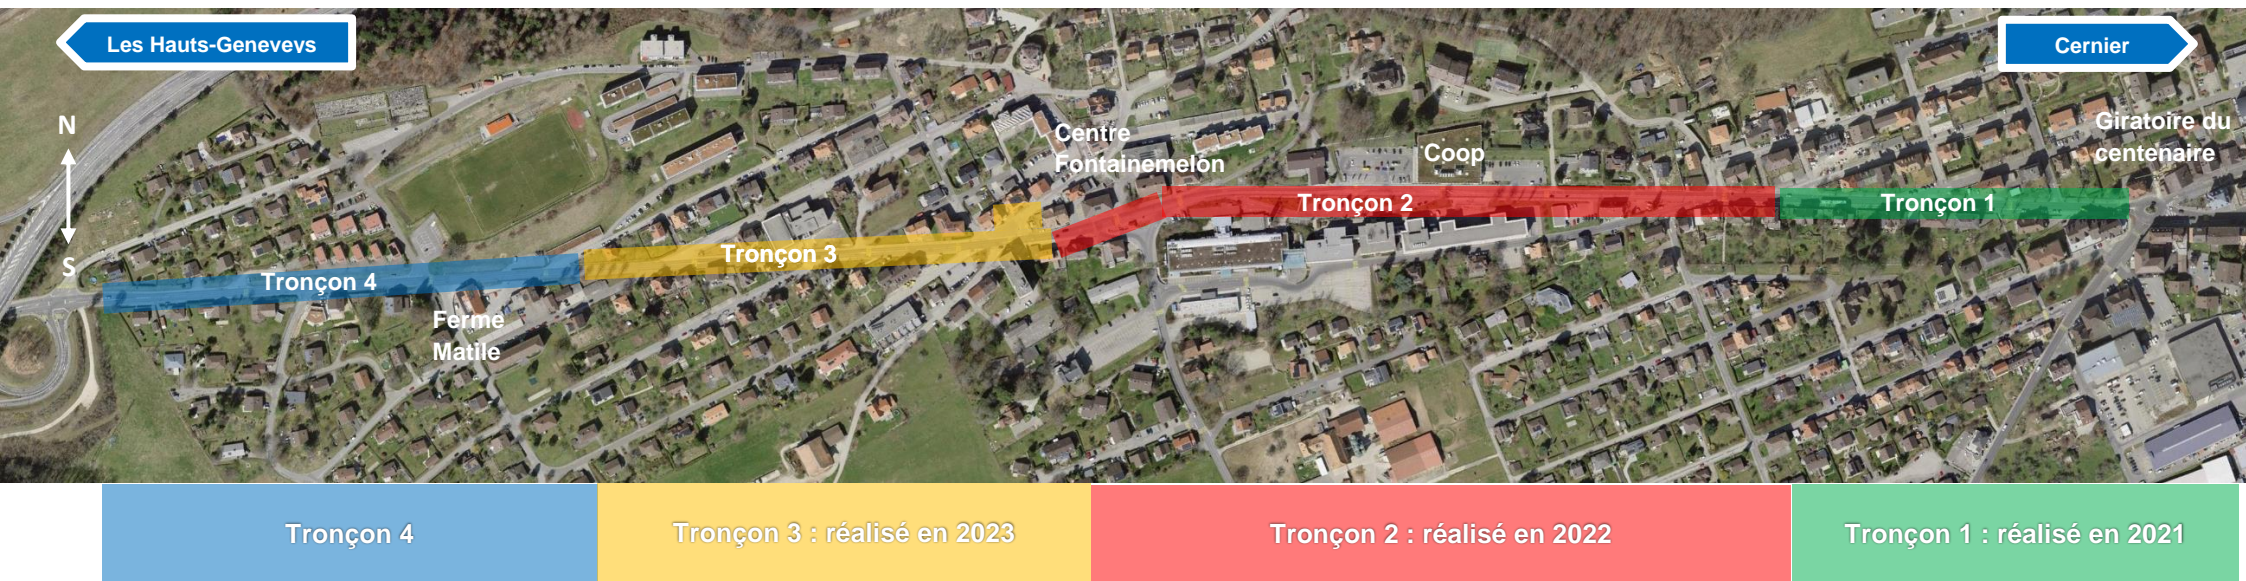 Les Hauts-Geneveys
Cernier
N
S
Centre
Fontainemelon
Coop
Giratoire du
centenaire
Tronçon 4
Tronçon 3
Tronçon 2
Tronçon 1
Ferme
Matile
Tronçon 4
Tronçon 3 : réalisé en 2023
Tronçon 2 : réalisé en 2022
Tronçon 1 : réalisé en 2021